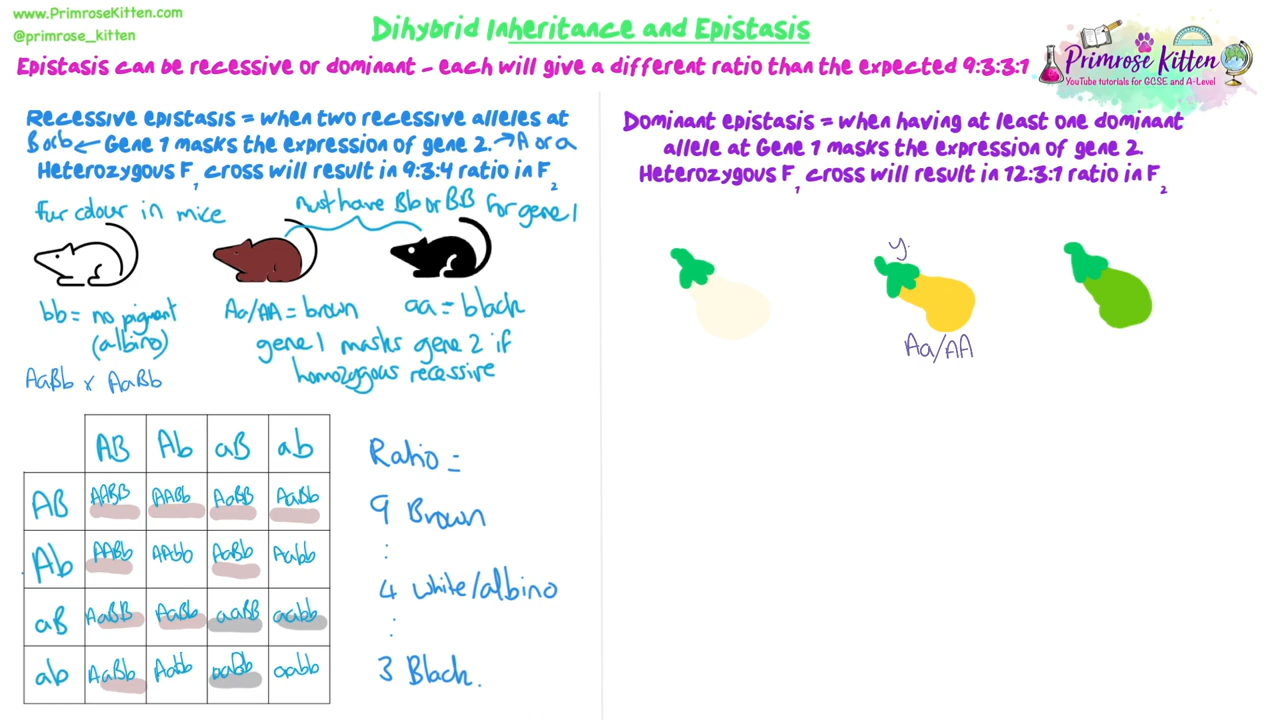 www.PrimroseKitten.com
@primrose_kitten
Dihybrid Inheritance and Epistasis
Epistasis can be recessive or dominant - each will give a different ratio than the expected 9:3:3:1
Primrose Kitten
YouTube tutorials for GCSE and A-Level
Recessive epistasis = when two recessive alleles at
B or b ← Gene 1 masks the expression of gene 2. → A or a
Heterozygous F1 cross will result in 9:3:4 ratio in F2
fur colour in mice
must have Bb or BB for gene 1
bb = no pigment
(albino)
Aa/AA = brown
aa = black
gene 1 masks gene 2 if
homozygous recessive
AaBb x AaBb
AB Ab aB ab
AB AABB AABb AaBB AaBb
Ab AABb AAbb AaBb Aabb
aB AaBB AaBb aaBB aabb
ab AaBb Aabb aaBb aabb
Ratio =
9 Brown
:
4 white/albino
:
3 Black.
Dominant epistasis = when having at least one dominant
allele at Gene 1 masks the expression of gene 2.
Heterozygous F1 cross will result in 12:3:1 ratio in F2
y.
Aa/AA